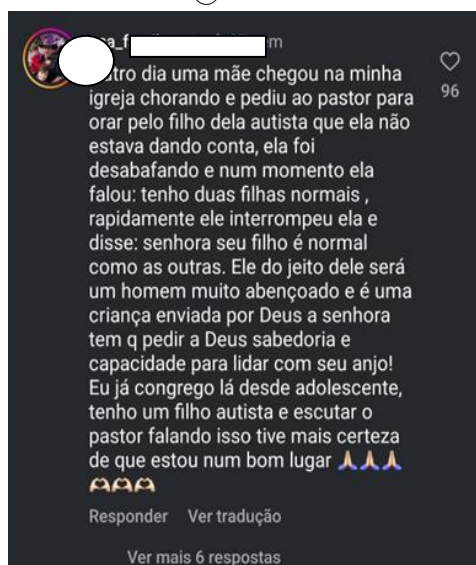 em
dia uma mãe chegou na minha
igreja chorando e pediu ao pastor para
orar pelo filho dela autista que ela não
estava dando conta, ela foi
desabafando e num momento ela
falou: tenho duas filhas normais ,
rapidamente ele interrompeu ela e
disse: senhora seu filho é normal
como as outras. Ele do jeito dele será
um homem muito abençoado e é uma
criança enviada por Deus a senhora
tem q pedir a Deus sabedoria e
capacidade para lidar com seu anjo!
Eu já congrego lá desde adolescente,
tenho um filho autista e escutar o
pastor falando isso tive mais certeza
de que estou num bom lugar 🙏🏻🙏🏻🙏🏻
🫶🏻🫶🏻🫶🏻
96
Responder Ver tradução
Ver mais 6 respostas